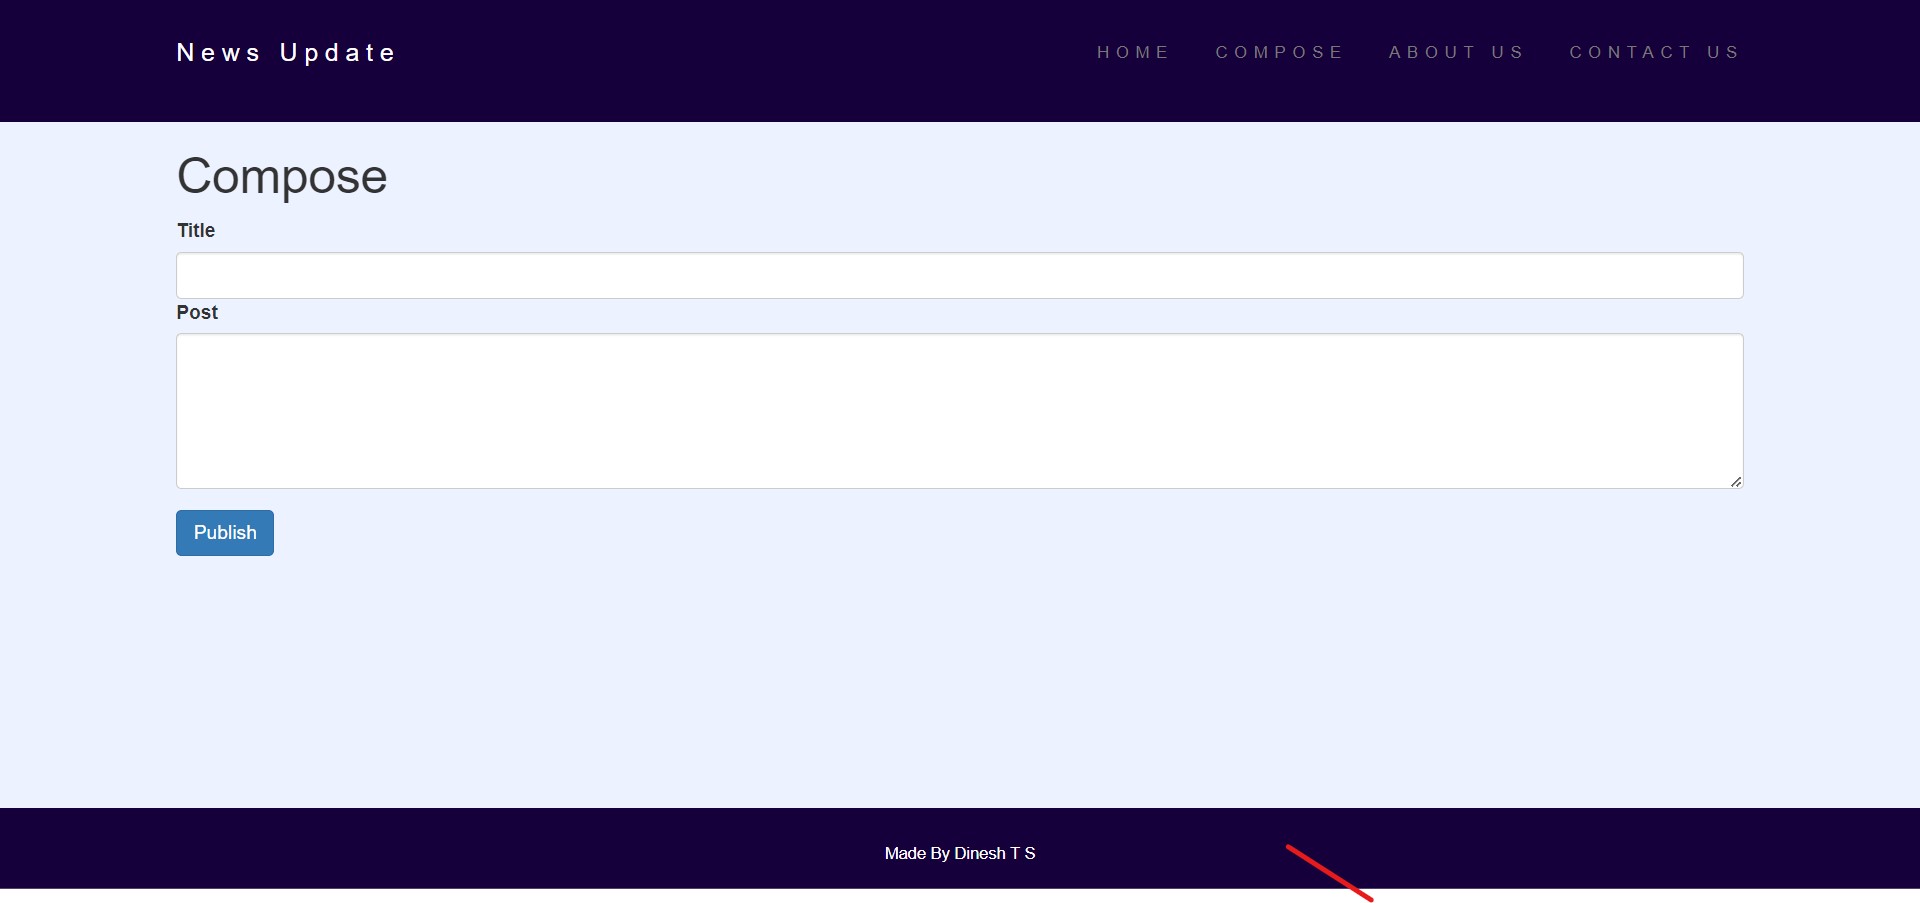 News Update
HOME COMPOSE ABOUT US CONTACT US
Compose
Title
Post
Publish
Made By Dinesh T S